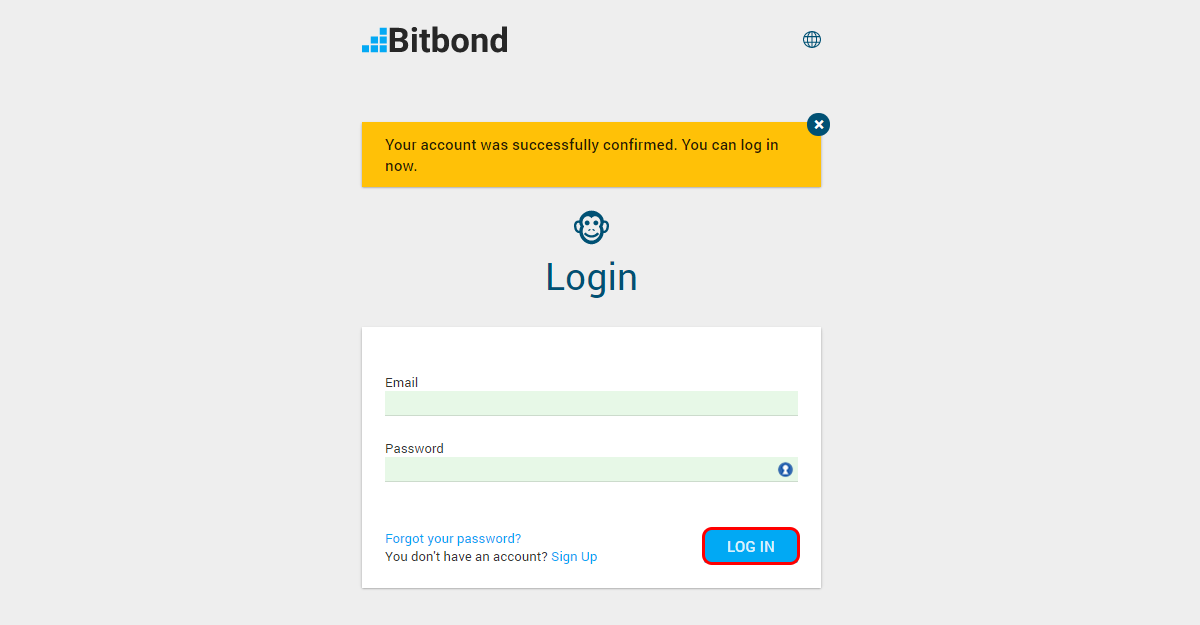 Bitbond
Your account was successfully confirmed. You can log in
now.
Login
Email
Password
Forgot your password?
You don't have an account? Sign Up
LOG IN